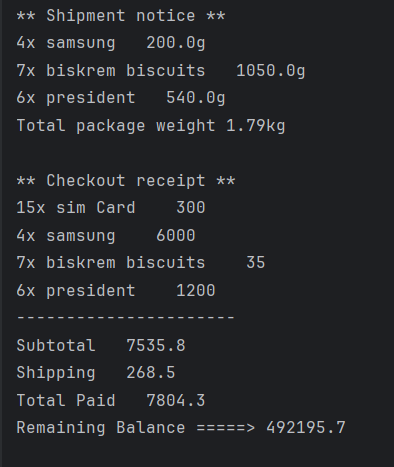 ** Shipment notice **
4x samsung   200.0g
7x biskrem biscuits   1050.0g
6x president   540.0g
Total package weight 1.79kg

** Checkout receipt **
15x sim Card    300
4x samsung    6000
7x biskrem biscuits    35
6x president    1200
----------------------
Subtotal   7535.8
Shipping   268.5
Total Paid   7804.3
Remaining Balance =====> 492195.7